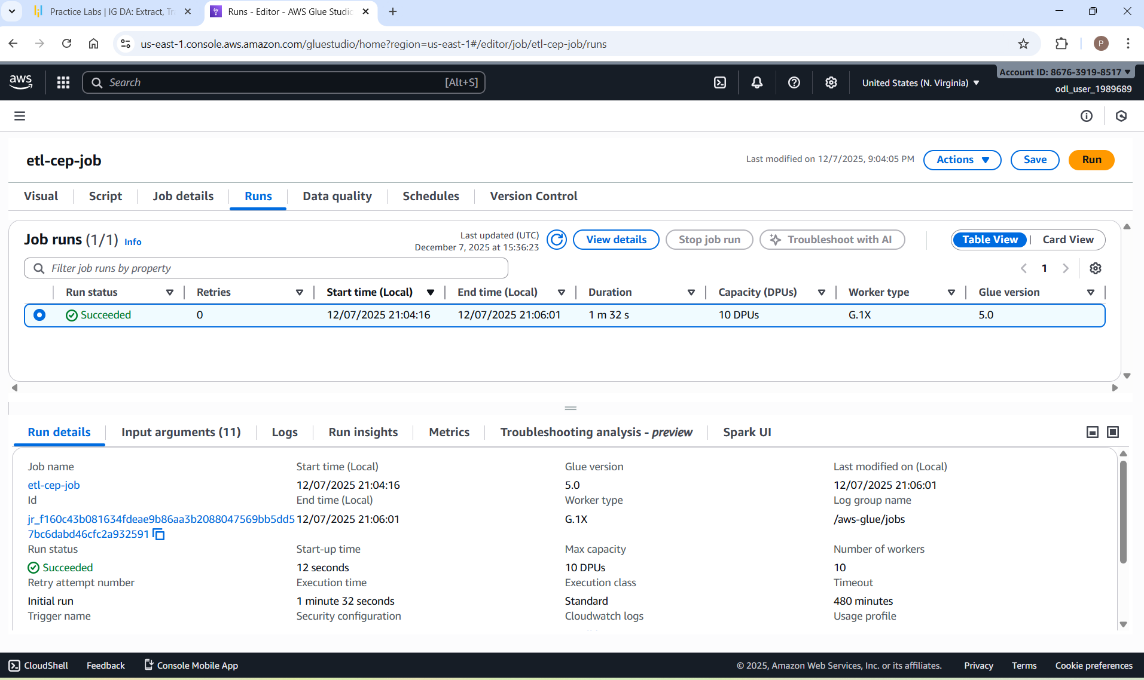 Practice Labs | IG DA: Extract, Tr
Runs - Editor - AWS Glue Studio
us-east-1.console.aws.amazon.com/gluestudio/home?region=us-east-1#/editor/job/etl-cep-job/runs
P
aws
Search [Alt+S]
United States (N. Virginia)
Account ID: 8676-3919-8517
odl_user_1989689
etl-cep-job
Last modified on 12/7/2025, 9:04:05 PM
Actions Save Run
Visual Script Job details Runs Data quality Schedules Version Control
Job runs (1/1) Info
Last updated (UTC)
December 7, 2025 at 15:36:23
View details Stop job run Troubleshoot with AI
Table View Card View
Filter job runs by property
1
Run status Retries Start time (Local) End time (Local) Duration Capacity (DPUs) Worker type Glue version
Succeeded 0 12/07/2025 21:04:16 12/07/2025 21:06:01 1 m 32 s 10 DPUs G.1X 5.0
Run details Input arguments (11) Logs Run insights Metrics Troubleshooting analysis - preview Spark UI
Job name Start time (Local) Glue version Last modified on (Local)
etl-cep-job 12/07/2025 21:04:16 5.0 12/07/2025 21:06:01
Id End time (Local) Worker type Log group name
jr_f160c43b081634fdeae9b86aa3b2088047569bb5dd5 12/07/2025 21:06:01 G.1X /aws-glue/jobs
7bc6dabd46cfc2a932591
Run status Start-up time Max capacity Number of workers
Succeeded 12 seconds 10 DPUs 10
Retry attempt number Execution time Execution class Timeout
Initial run 1 minute 32 seconds Standard 480 minutes
Trigger name Security configuration Cloudwatch logs Usage profile
CloudShell Feedback Console Mobile App
© 2025, Amazon Web Services, Inc. or its affiliates. Privacy Terms Cookie preferences